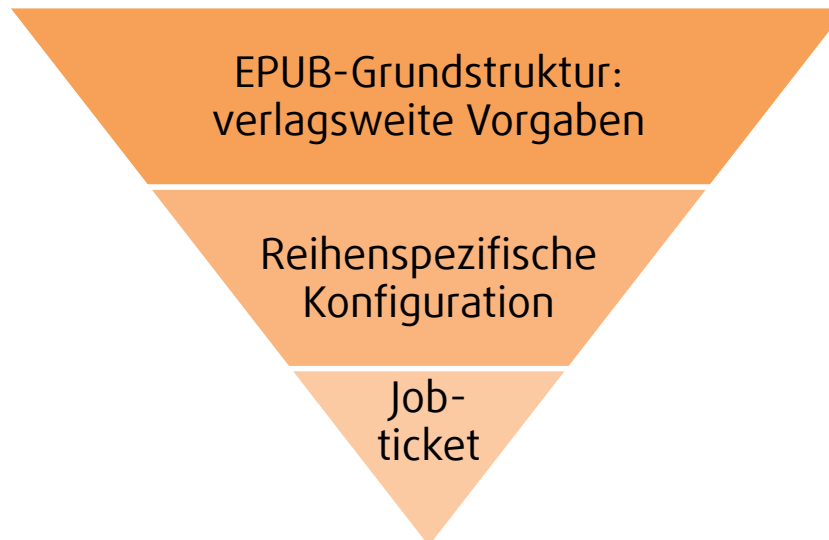 EPUB-Grundstruktur:
verlagsweite Vorgaben
Reihenspezifische
Konfiguration
Job-
ticket